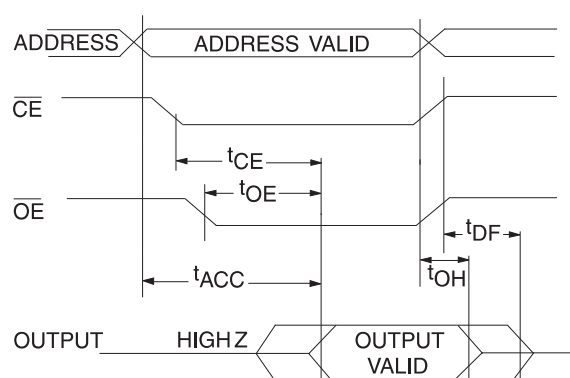 ADDRESS ADDRESS VALID
CE
tCE
tOE
OE
tDF
tACC
tOH
OUTPUT HIGH Z OUTPUT
VALID